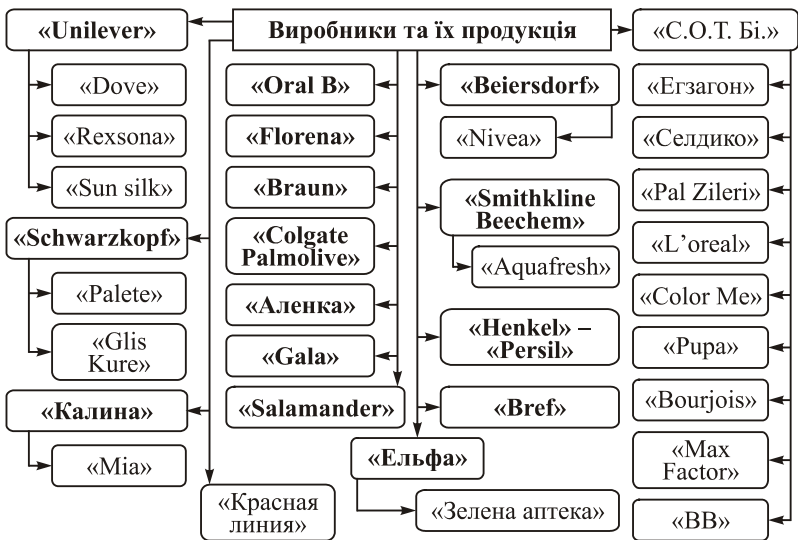 Виробники та їх продукція
«Unilever»
«Dove»
«Rexsona»
«Sun silk»
«Schwarzkopf»
«Palete»
«Glis
Kure»
«Калина»
«Mia»
«Красная
линия»
«Oral B»
«Florena»
«Braun»
«Colgate
Palmolive»
«Аленка»
«Gala»
«Salamander»
«Beiersdorf»
«Nivea»
«Smithkline
Beechem»
«Aquafresh»
«Henkel» –
«Persil»
«Bref»
«Ельфа»
«Зелена аптека»
«С.О.Т. Бі.»
«Егзагон»
«Селдико»
«Pal Zileri»
«L’oreal»
«Color Me»
«Pupa»
«Bourjois»
«Max
Factor»
«BB»